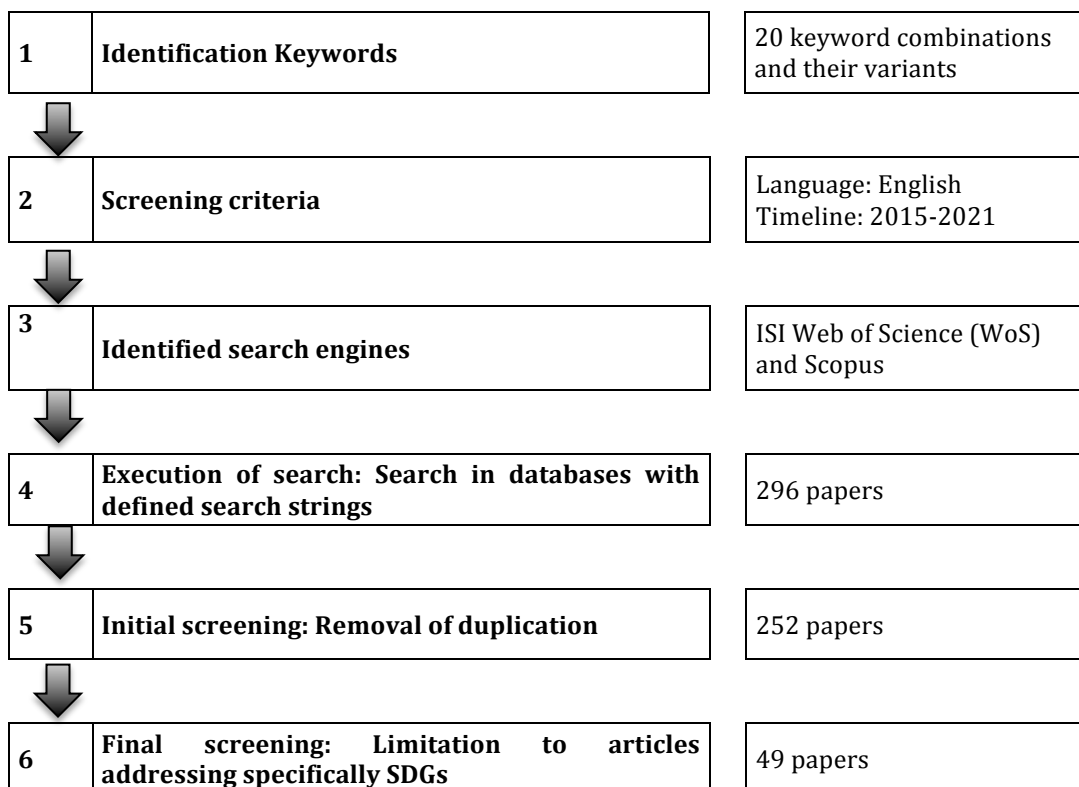 1
Identification Keywords
20 keyword combinations
and their variants
2
Screening criteria
Language: English
Timeline: 2015-2021
3
Identified search engines
ISI Web of Science (WoS)
and Scopus
4
Execution of search: Search in databases with
defined search strings
296 papers
5
Initial screening: Removal of duplication
252 papers
6
Final screening: Limitation to articles
addressing specifically SDGs
49 papers